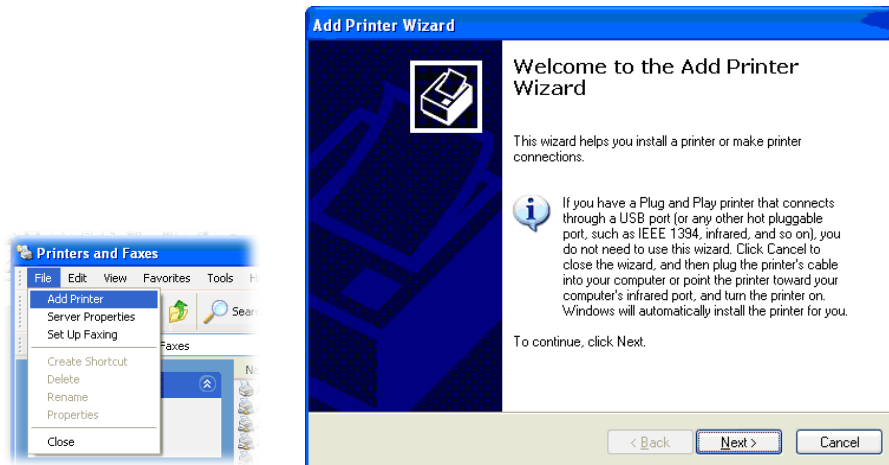 Add Printer Wizard
Welcome to the Add Printer
Wizard
This wizard helps you install a printer or make printer
connections.
If you have a Plug and Play printer that connects
through a USB port (or any other hot pluggable
port, such as IEEE 1394, infrared, and so on), you
do not need to use this wizard. Click Cancel to
close the wizard, and then plug the printer's cable
into your computer or point the printer toward your
computer's infrared port, and turn the printer on.
Windows will automatically install the printer for you.
To continue, click Next.
< Back Next > Cancel
Printers and Faxes
File Edit View Favorites Tools
Add Printer
Server Properties
Set Up Faxing
Create Shortcut
Delete
Rename
Properties
Close
Sear
Faxes
Na